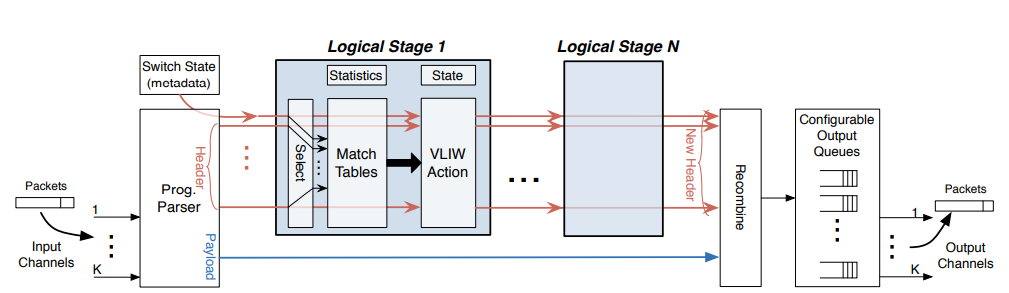 Logical Stage 1
Logical Stage N
Switch State
(metadata)
Statistics
State
Select
Match
Tables
VLIW
Action
Header
Prog.
Parser
Payload
Packets
1
K
Input
Channels
...
New Header
Recombine
Configurable
Output
Queues
Packets
1
K
Output
Channels